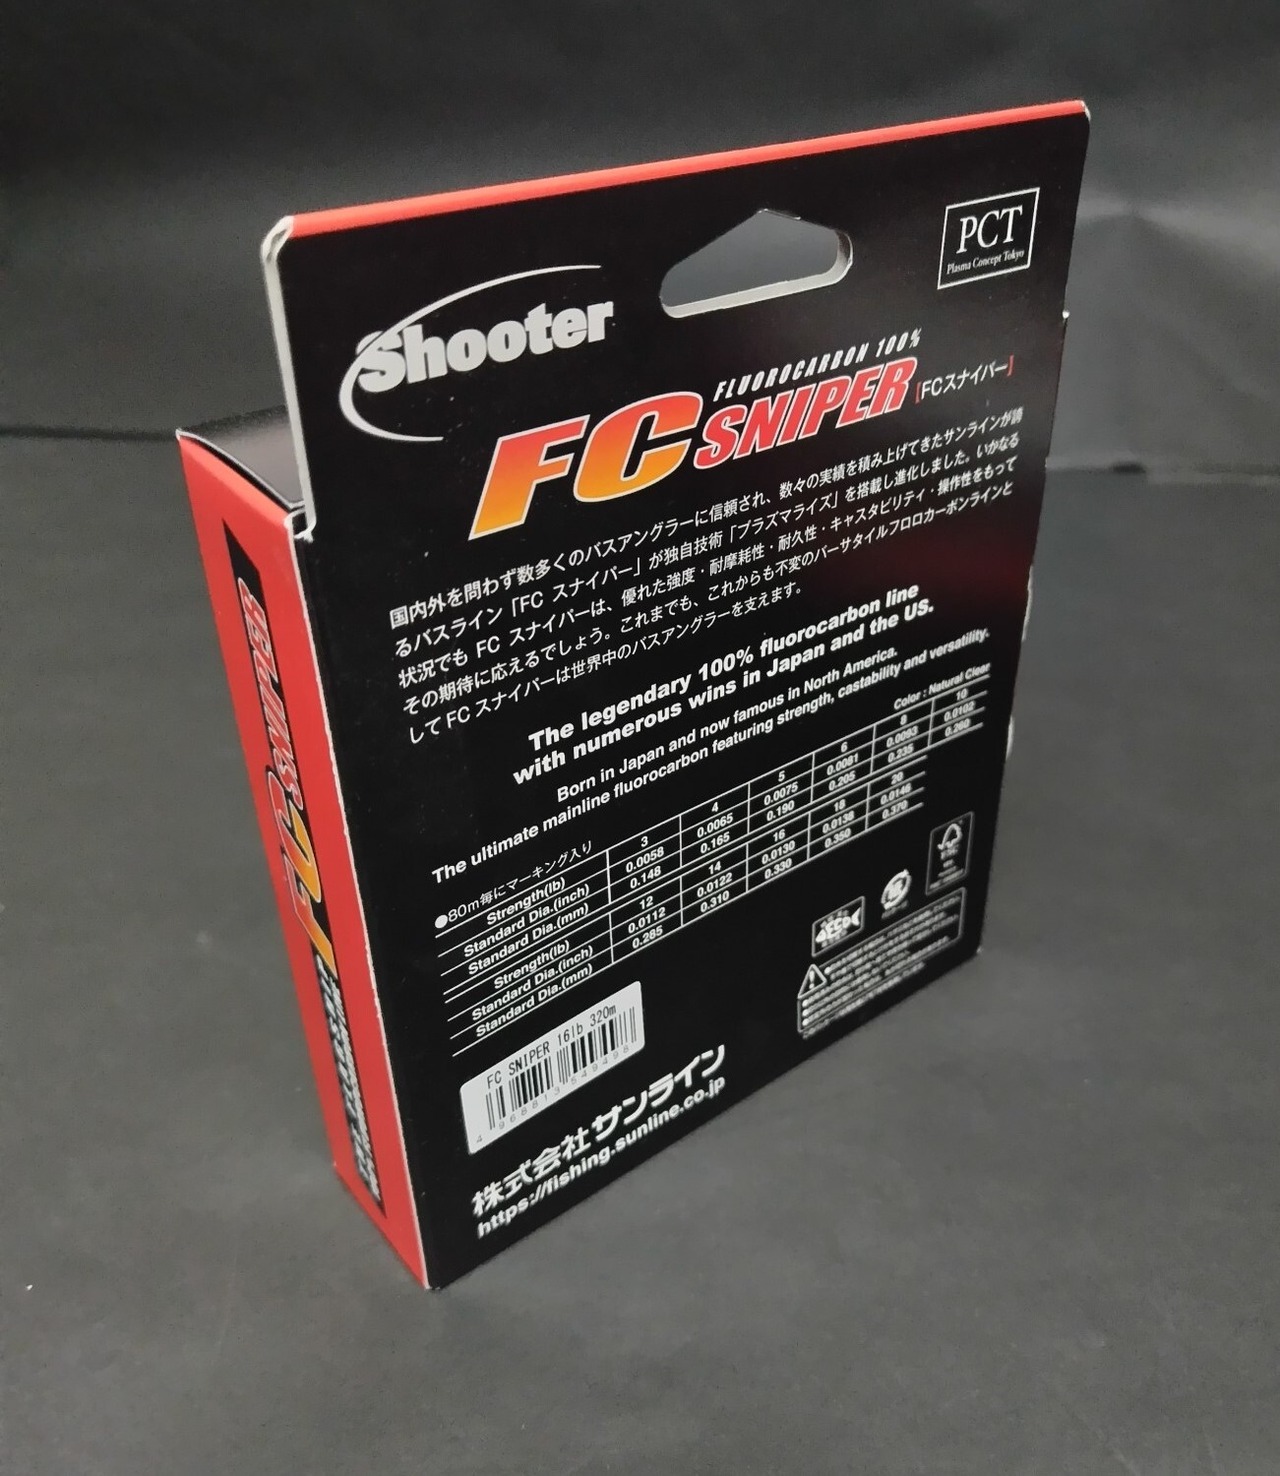 PCT
Plasma Concept Tokyo
Shooter
FLUOROCARBON 100%
FC SNIPER
【FCスナイパー】
国内外を問わず数多くのバスアングラーに信頼され、数々の実績を積み上げてきたサンラインが誇
るバスライン「FC スナイパー」が独自技術「プラズマライズ」を搭載し進化しました。いかなる
状況でも FC スナイパーは、優れた強度・耐摩耗性・耐久性・キャスタビリティ・操作性をもって
その期待に応えるでしょう。これまでも、これからも不変のバーサタイルフロロカーボンラインと
して FC スナイパーは世界中のバスアングラーを支えます。
The legendary 100% fluorocarbon line
with numerous wins in Japan and the US.
Born in Japan and now famous in North America.
The ultimate mainline fluorocarbon featuring strength, castability and versatility.
●80m毎にマーキング入り
Color : Natural Clear
Strength(lb) 3 4 5 6 8 10
Standard Dia.(inch) 0.0058 0.0065 0.0075 0.0081 0.0093 0.0102
Standard Dia.(mm) 0.148 0.165 0.190 0.205 0.235 0.260
Strength(lb) 12 14 16 18 20
Standard Dia.(inch) 0.0112 0.0122 0.0130 0.0138 0.0146
Standard Dia.(mm) 0.285 0.310 0.330 0.350 0.370
FC SNIPER 16lb 320m
4 968813 549498
株式会社サンライン
https://fishing.sunline.co.jp
FC SNIPER